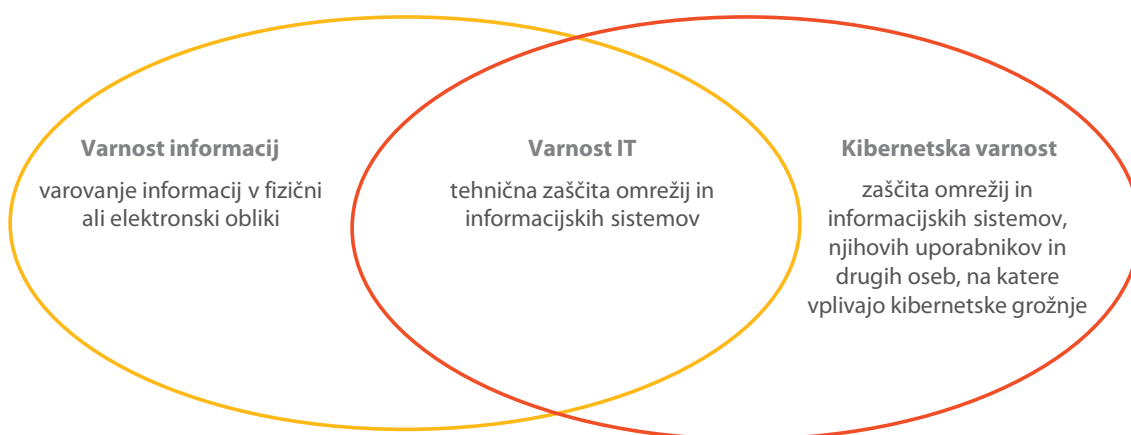 Varnost informacij
varovanje informacij v fizični
ali elektronski obliki
Varnost IT
tehnična zaščita omrežij in
informacijskih sistemov
Kibernetska varnost
zaščita omrežij in
informacijskih sistemov,
njihovih uporabnikov in
drugih oseb, na katere
vplivajo kibernetske grožnje